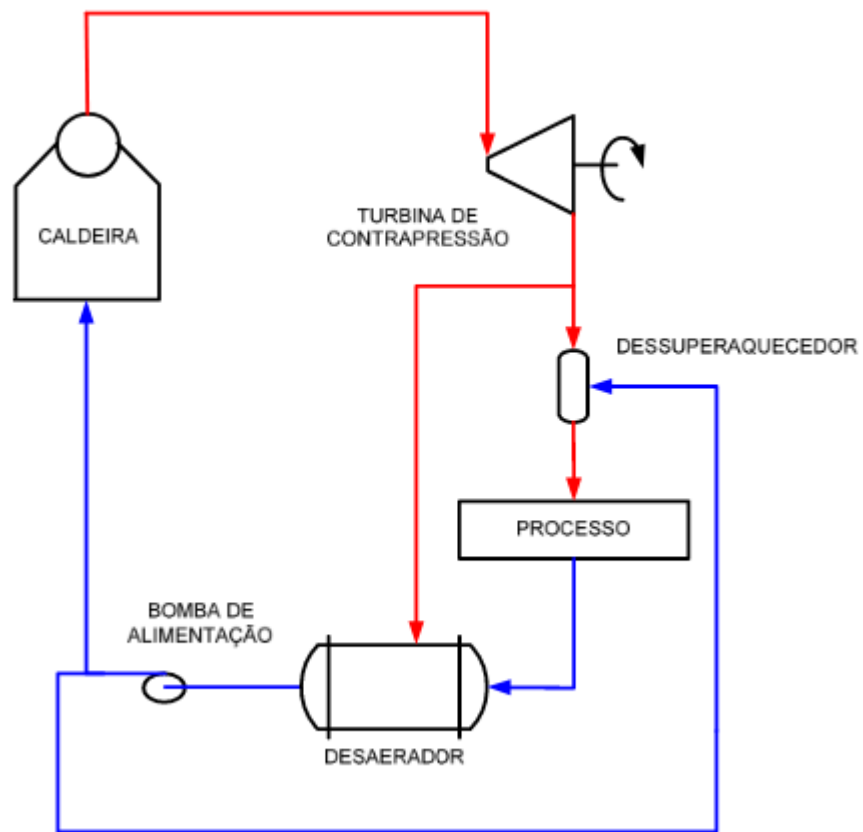 CALDEIRA
TURBINA DE
CONTRAPRESSÃO
DESSUPERAQUECEDOR
PROCESSO
BOMBA DE
ALIMENTAÇÃO
DESAERADOR